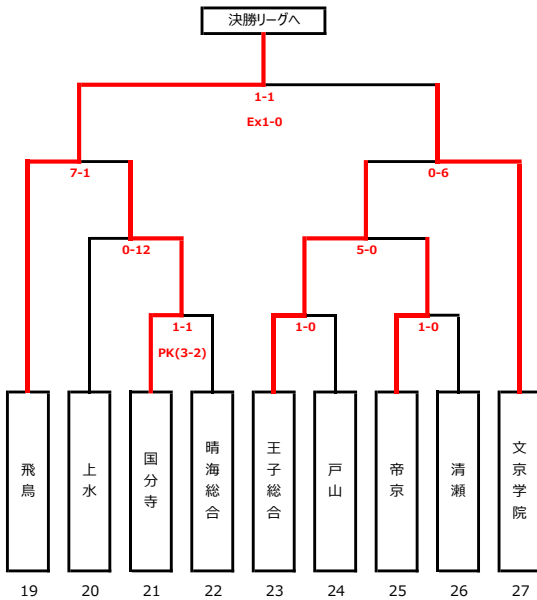 決勝リーグへ
1-1
Ex1-0
7-1
0-6
0-12
5-0
1-1
PK(3-2)
1-0
1-0
飛鳥
上水
国分寺
晴海総合
王子総合
戸山
帝京
清瀬
文京学院
19
20
21
22
23
24
25
26
27